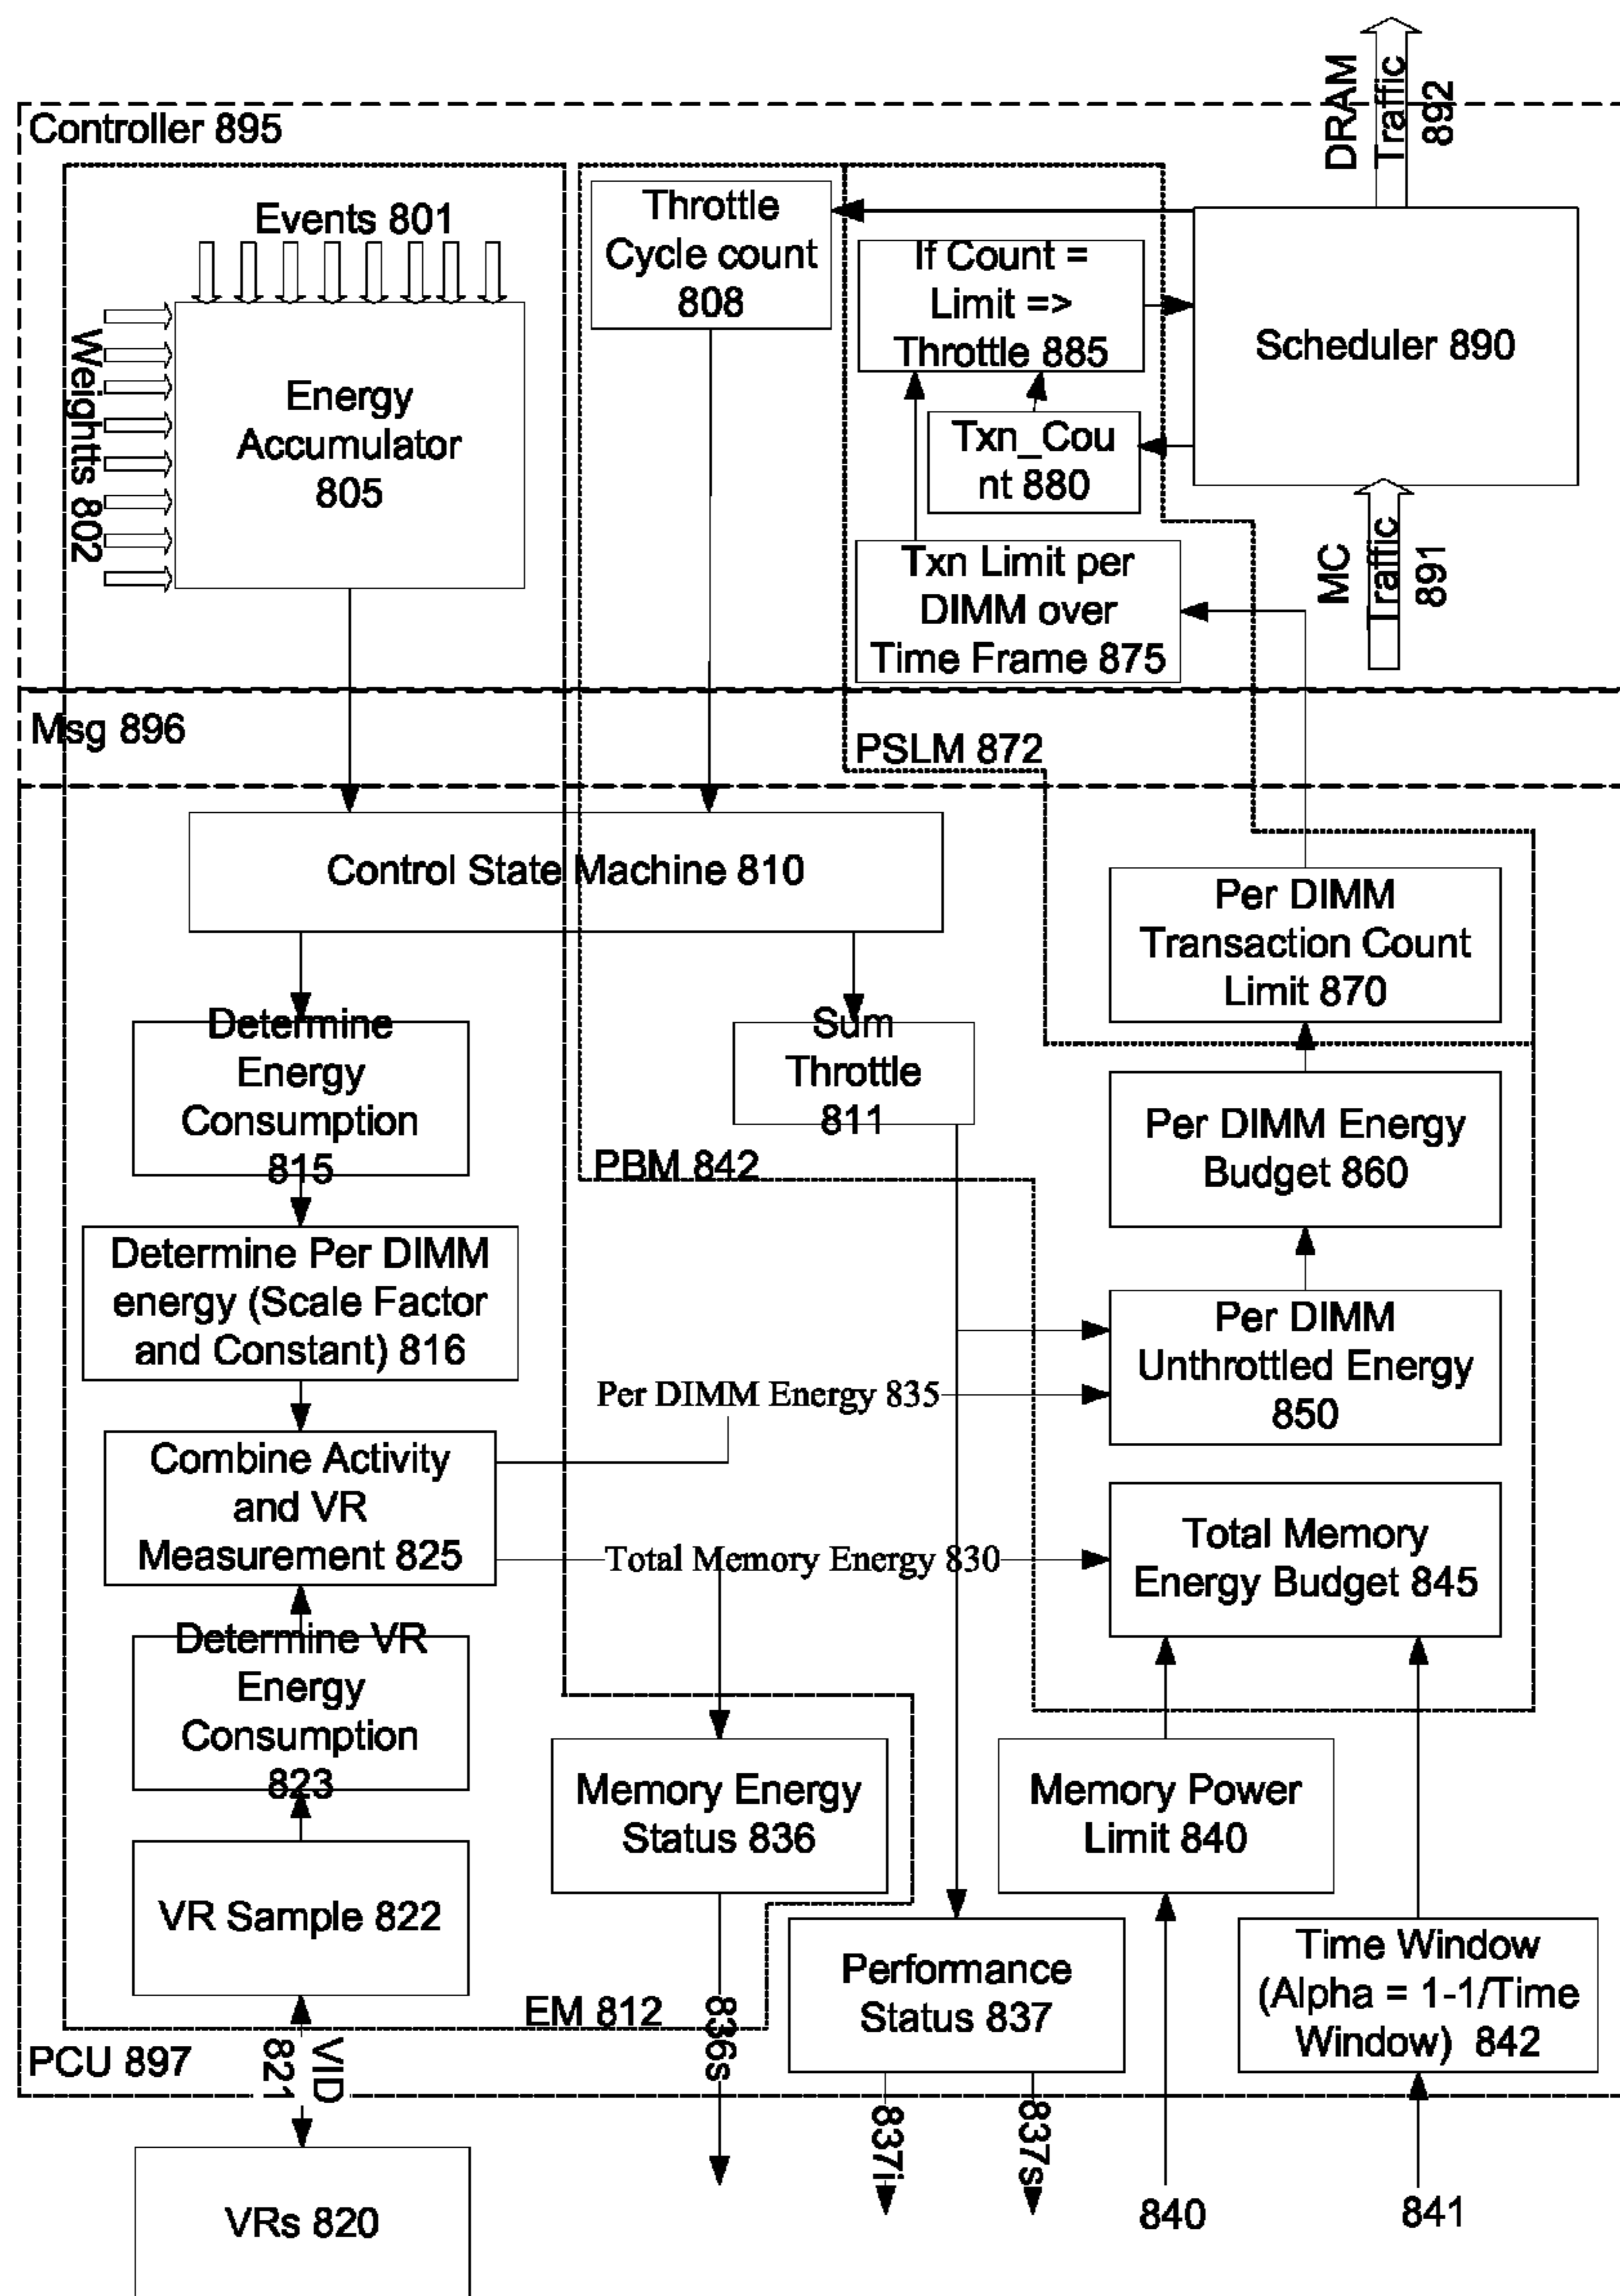 DRAM
Traffic
892
Controller 895
Events 801
Weightts 802
Energy
Accumulator
805
Throttle
Cycle count
808
If Count =
Limit =>
Throttle 885
Txn_Cou
nt 880
Scheduler 890
Txn Limit per
DIMM over
Time Frame 875
MC
Traffic
891
Msg 896
PSLM 872
Control State Machine 810
Per DIMM
Transaction Count
Limit 870
Determine
Energy
Consumption
815
Sum
Throttle
811
PBM 842
Per DIMM Energy
Budget 860
Determine Per DIMM
energy (Scale Factor
and Constant) 816
Per DIMM
Unthrottled Energy
850
Per DIMM Energy 835
Combine Activity
and VR
Measurement 825
Total Memory Energy 830
Total Memory
Energy Budget 845
Determine VR
Energy
Consumption
823
Memory Energy
Status 836
Memory Power
Limit 840
VR Sample 822
Performance
Status 837
Time Window
(Alpha = 1-1/Time
Window) 842
EM 812
PCU 897
VID
821
836s
837i
837s
840
841
VRs 820